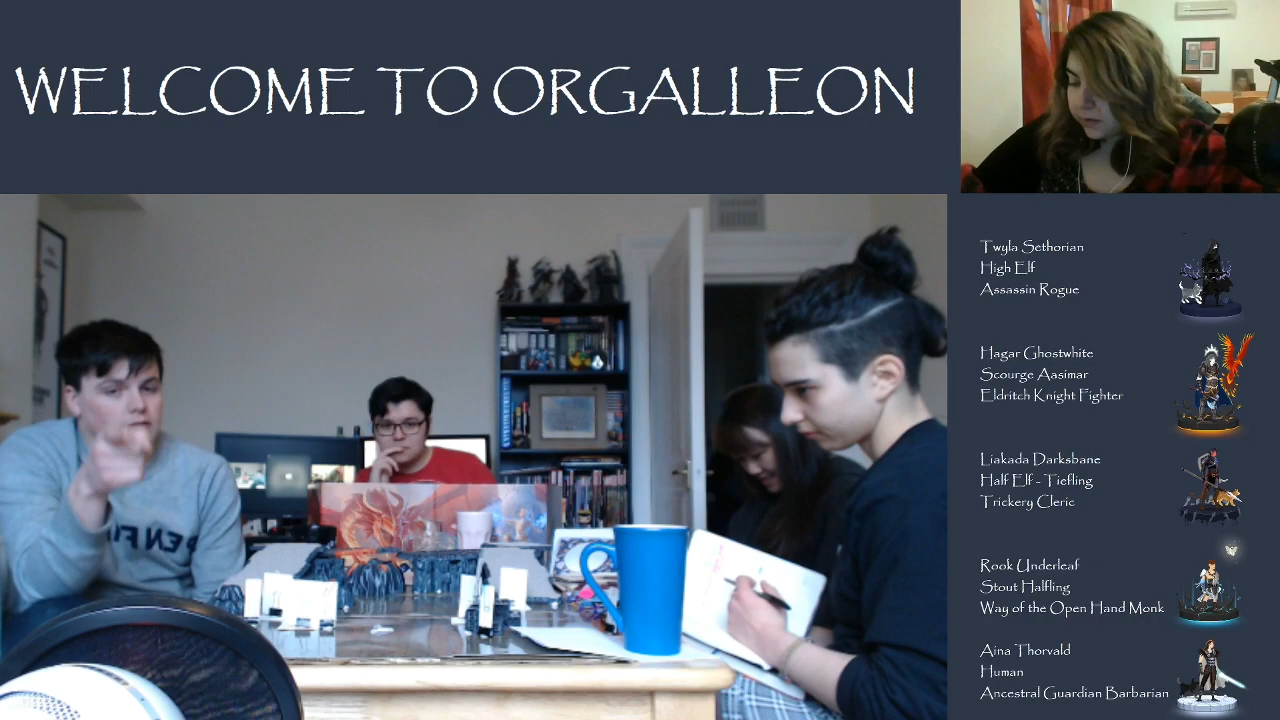 WELCOME TO ORGALLEON
Twyla Sethorian
High Elf
Assassin Rogue
Hagar Ghostwhite
Scourge Aasimar
Eldritch Knight Fighter
Liakada Darksbane
Half Elf - Tiefling
Trickery Cleric
Rook Underleaf
Stout Halfling
Way of the Open Hand Monk
Aina Thorvald
Human
Ancestral Guardian Barbarian